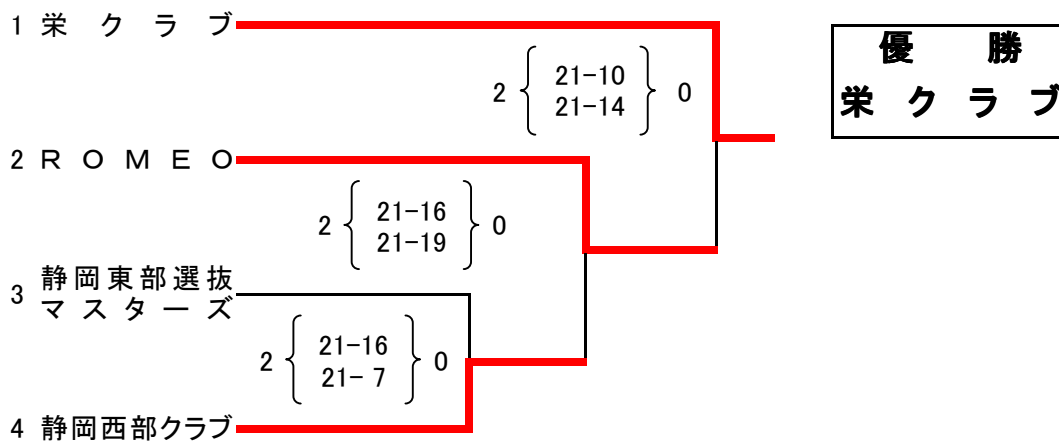 1 栄クラブ
優勝
栄クラブ
2 21-10 0
21-14
2 ROMEO
2 21-16 0
21-19
3 静岡東部選抜
マスターズ
2 21-16 0
21- 7
4 静岡西部クラブ